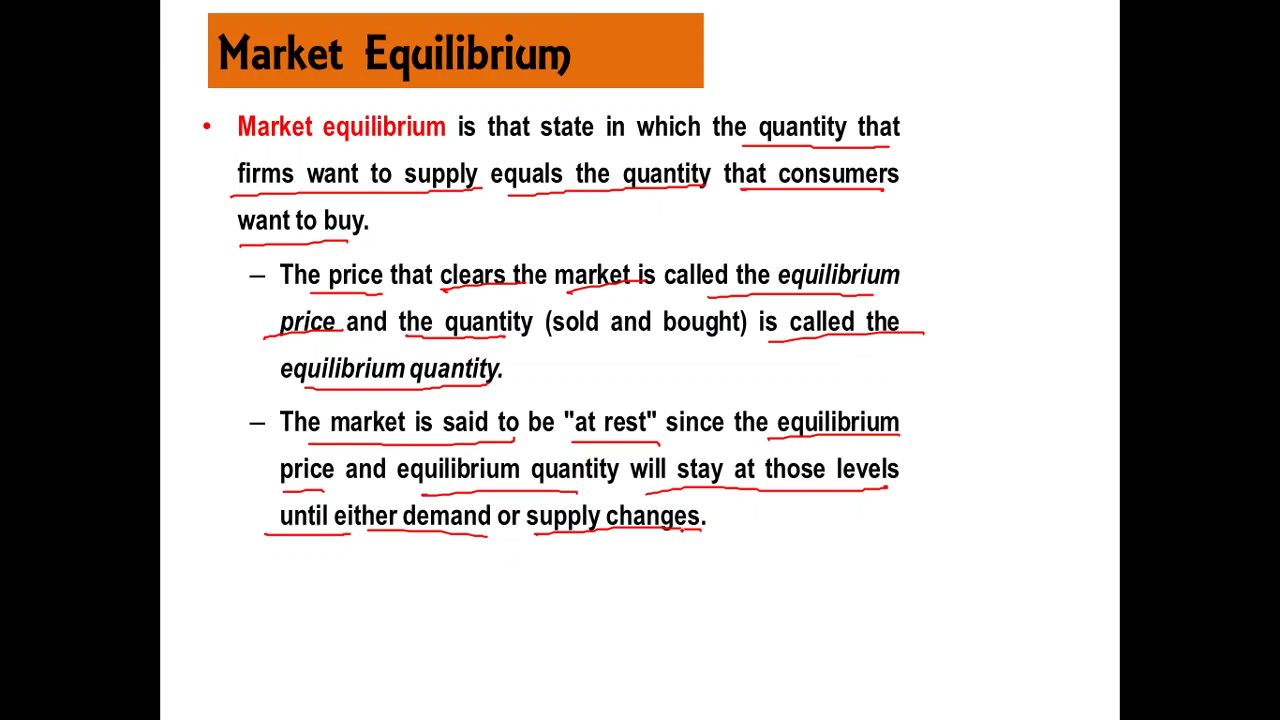 Market Equilibrium
• Market equilibrium is that state in which the quantity that
firms want to supply equals the quantity that consumers
want to buy.
– The price that clears the market is called the equilibrium
price and the quantity (sold and bought) is called the
equilibrium quantity.
– The market is said to be "at rest" since the equilibrium
price and equilibrium quantity will stay at those levels
until either demand or supply changes.